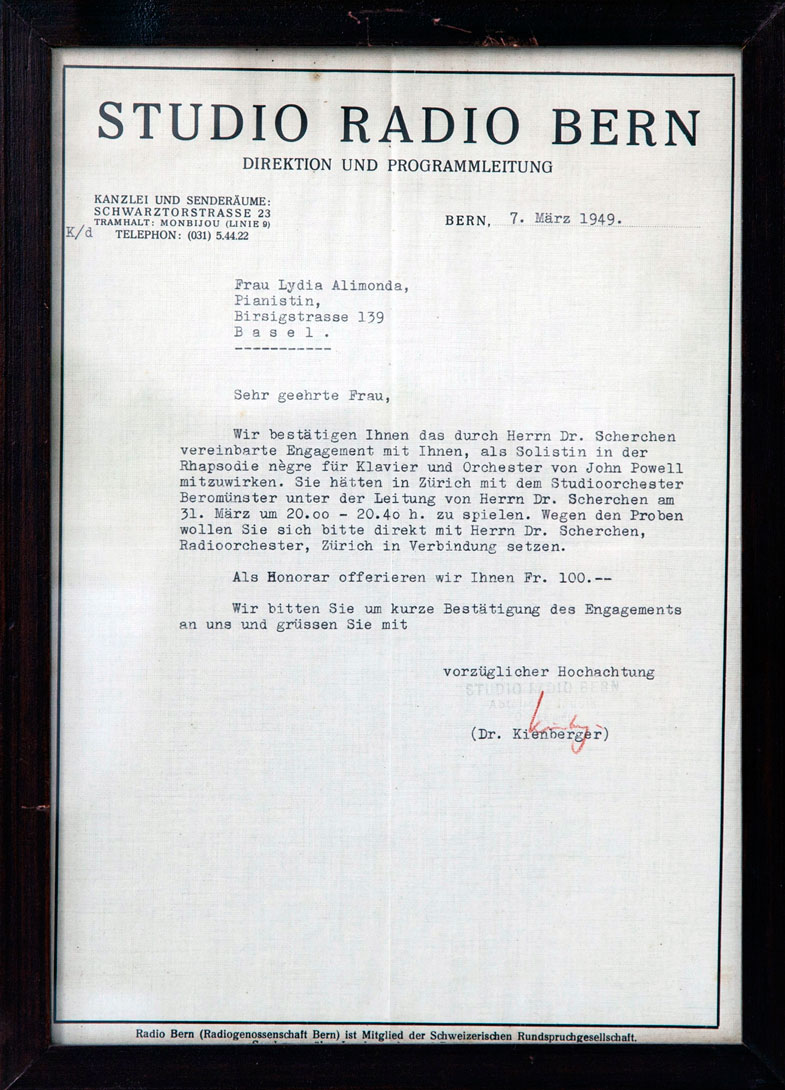 STUDIO RADIO BERN
DIREKTION UND PROGRAMMLEITUNG
KANZLEI UND SENDERÄUME:
SCHWARZTORSTRASSE 23
TRAMHALT: MONBIJOU (LINIE 9)
K/d TELEPHON: (031) 5.44.22
BERN, 7. März 1949.
Frau Lydia Alimonda,
Pianistin,
Birsigstrasse 139
B a s e l .
Sehr geehrte Frau,
Wir bestätigen Ihnen das durch Herrn Dr. Scherchen
vereinbarte Engagement mit Ihnen, als Solistin in der
Rhapsodie nègre für Klavier und Orchester von John Powell
mitzuwirken. Sie hätten in Zürich mit dem Studioorchester
Beromünster unter der Leitung von Herrn Dr. Scherchen am
31. März um 20.oo - 20.4o h. zu spielen. Wegen den Proben
wollen Sie sich bitte direkt mit Herrn Dr. Scherchen,
Radioorchester, Zürich in Verbindung setzen.
Als Honorar offerieren wir Ihnen Fr. 100.--
Wir bitten Sie um kurze Bestätigung des Engagements
an uns und grüssen Sie mit
vorzüglicher Hochachtung
STUDIO RADIO BERN
(Dr. Kienberger)
Radio Bern (Radiogenossenschaft Bern) ist Mitglied der Schweizerischen Rundspruchgesellschaft.